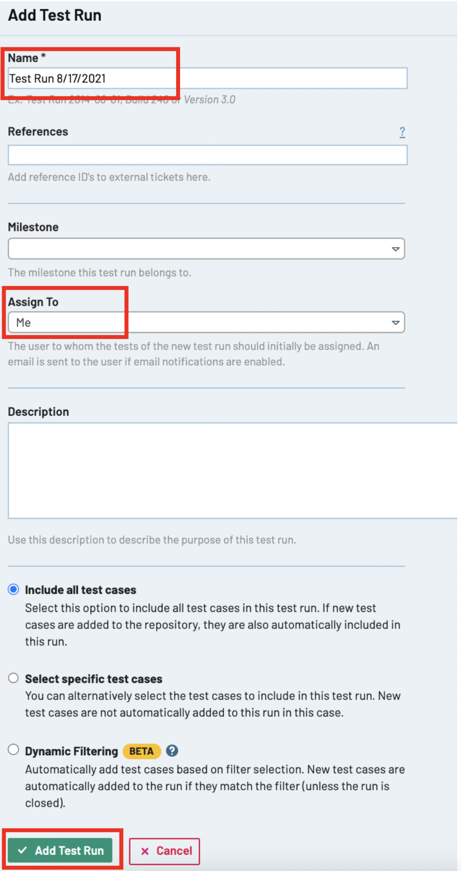 Add Test Run
Name *
Test Run 8/17/2021
Ex: Test Run 2014-08-01, Build 240 or Version 3.0
References ?
Add reference ID's to external tickets here.
Milestone
The milestone this test run belongs to.
Assign To
Me
The user to whom the tests of the new test run should initially be assigned. An
email is sent to the user if email notifications are enabled.
Description
Use this description to describe the purpose of this test run.
Include all test cases
Select this option to include all test cases in this test run. If new test
cases are added to the repository, they are also automatically included in
this run.
Select specific test cases
You can alternatively select the test cases to include in this test run. New
test cases are not automatically added to this run in this case.
Dynamic Filtering BETA ?
Automatically add test cases based on filter selection. New test cases are
automatically added to the run if they match the filter (unless the run is
closed).
Add Test Run Cancel